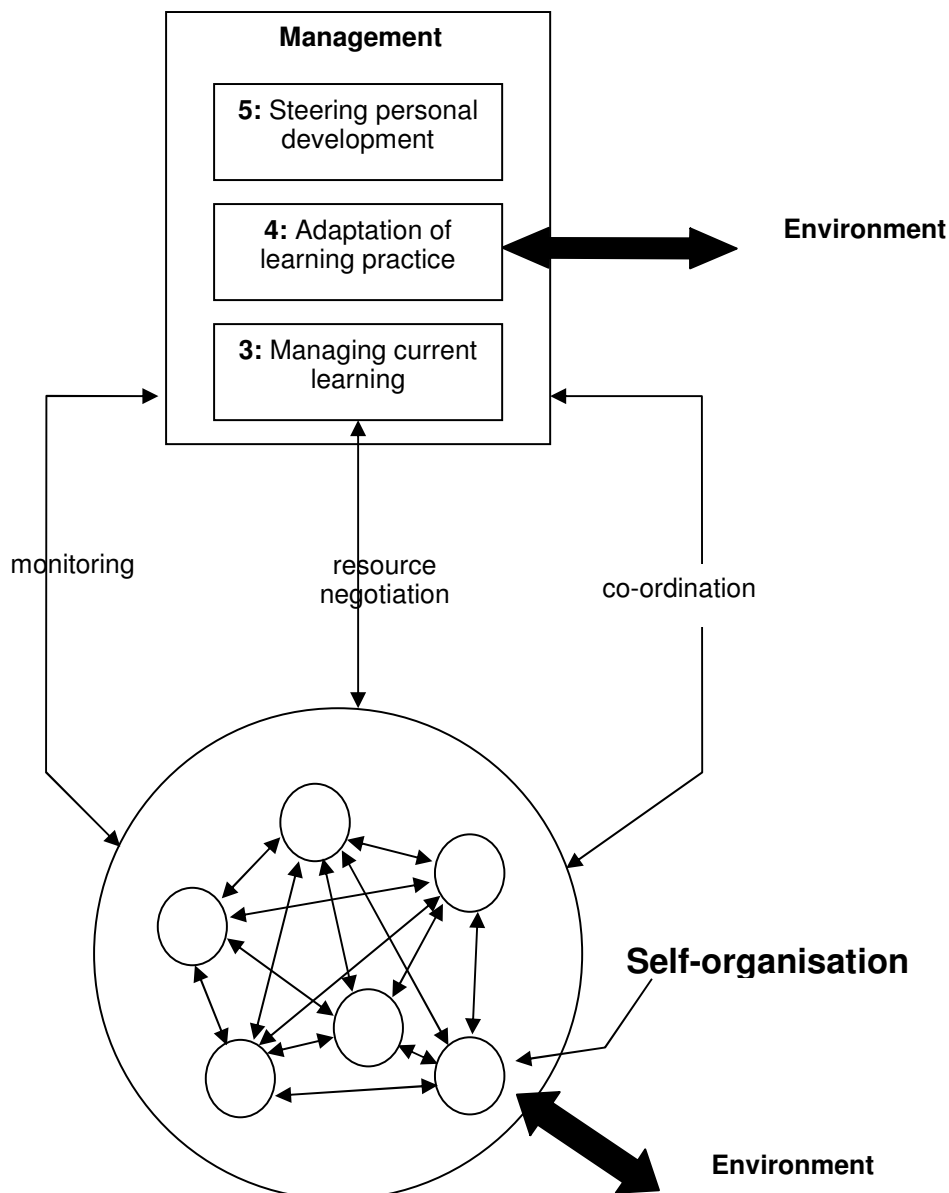 Management
5: Steering personal
development
4: Adaptation of
learning practice
Environment
3: Managing current
learning
monitoring
resource
negotiation
co-ordination
Self-organisation
Environment